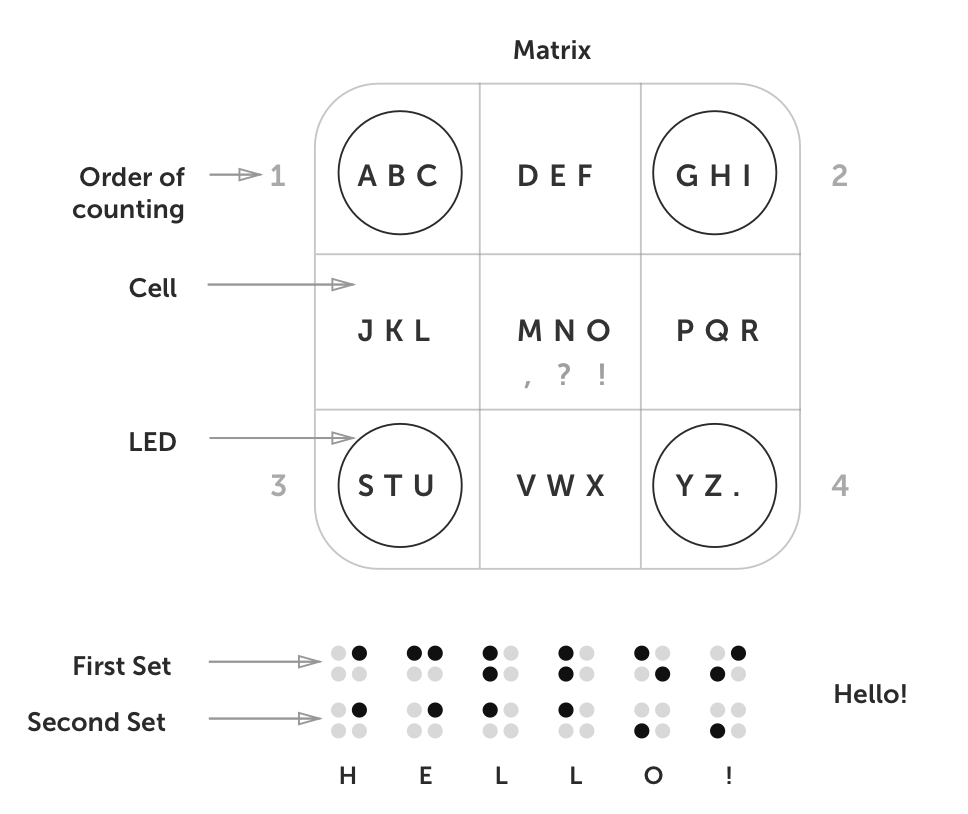 Matrix
Order of counting
1
A B C
D E F
G H I
2
Cell
J K L
M N O
, ? !
P Q R
LED
3
S T U
V W X
Y Z .
4
First Set
Second Set
Hello!
H E L L O !